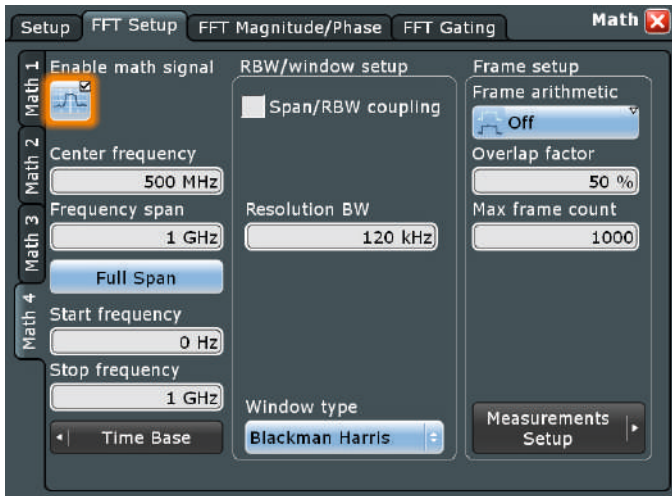 Setup
FFT Setup
FFT Magnitude/Phase
FFT Gating
Math
Math 1
Math 2
Math 3
Math 4
Enable math signal
Center frequency
500 MHz
Frequency span
1 GHz
Full Span
Start frequency
0 Hz
Stop frequency
1 GHz
Time Base
RBW/window setup
Span/RBW coupling
Resolution BW
120 kHz
Window type
Blackman Harris
Frame setup
Frame arithmetic
Off
Overlap factor
50 %
Max frame count
1000
Measurements
Setup